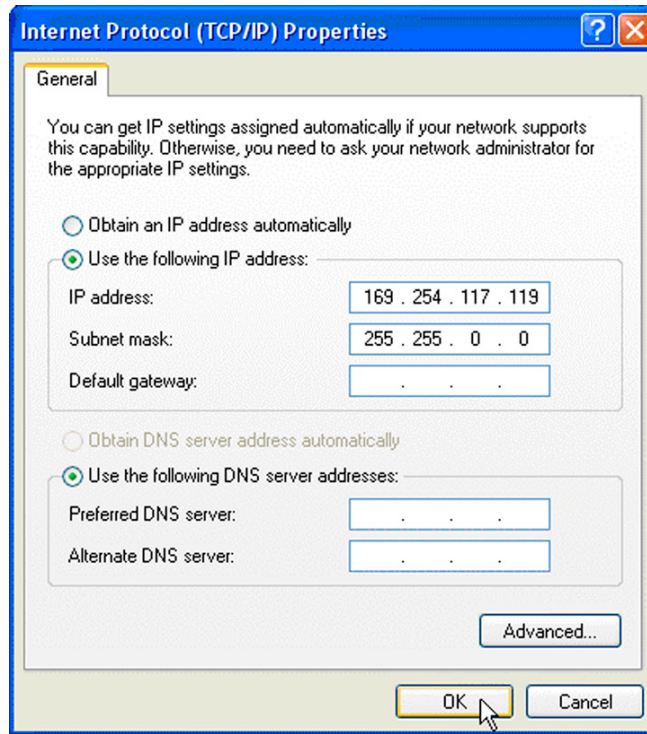 Internet Protocol (TCP/IP) Properties
General
You can get IP settings assigned automatically if your network supports
this capability. Otherwise, you need to ask your network administrator for
the appropriate IP settings.
Obtain an IP address automatically
Use the following IP address:
IP address: 169 . 254 . 117 . 119
Subnet mask: 255 . 255 . 0 . 0
Default gateway: . . .
Obtain DNS server address automatically
Use the following DNS server addresses:
Preferred DNS server: . . .
Alternate DNS server: . . .
Advanced...
OK Cancel